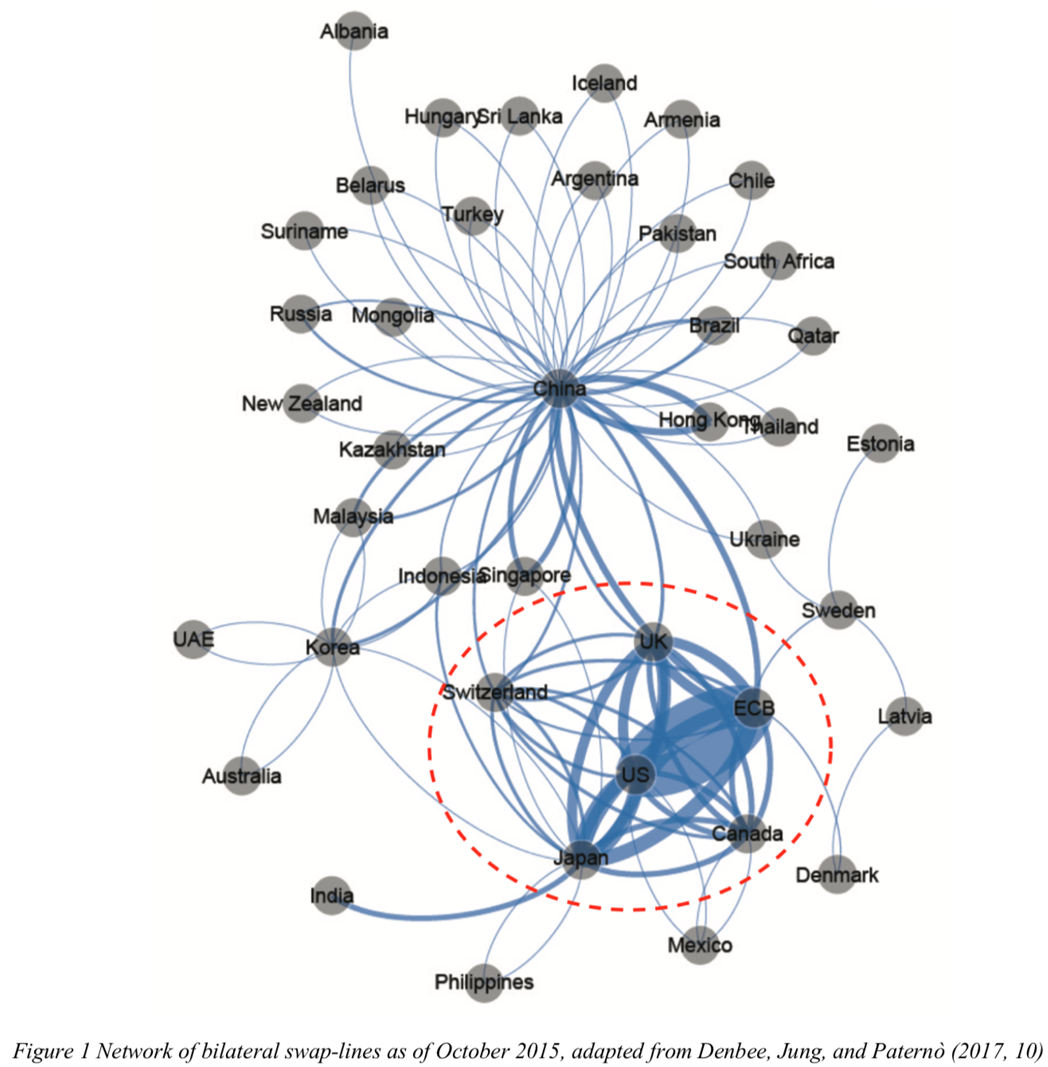 Albania
Iceland
Hungary
Sri Lanka
Armenia
Argentina
Chile
Belarus
Turkey
Suriname
Pakistan
South Africa
Russia
Mongolia
Brazil
Qatar
China
New Zealand
Hong Kong
Thailand
Kazakhstan
Estonia
Malaysia
Ukraine
Indonesia
Singapore
Sweden
UAE
Korea
UK
Switzerland
ECB
Latvia
Australia
US
Canada
Japan
Denmark
India
Mexico
Philippines
Figure 1 Network of bilateral swap-lines as of October 2015, adapted from Denbee, Jung, and Paternò (2017, 10)